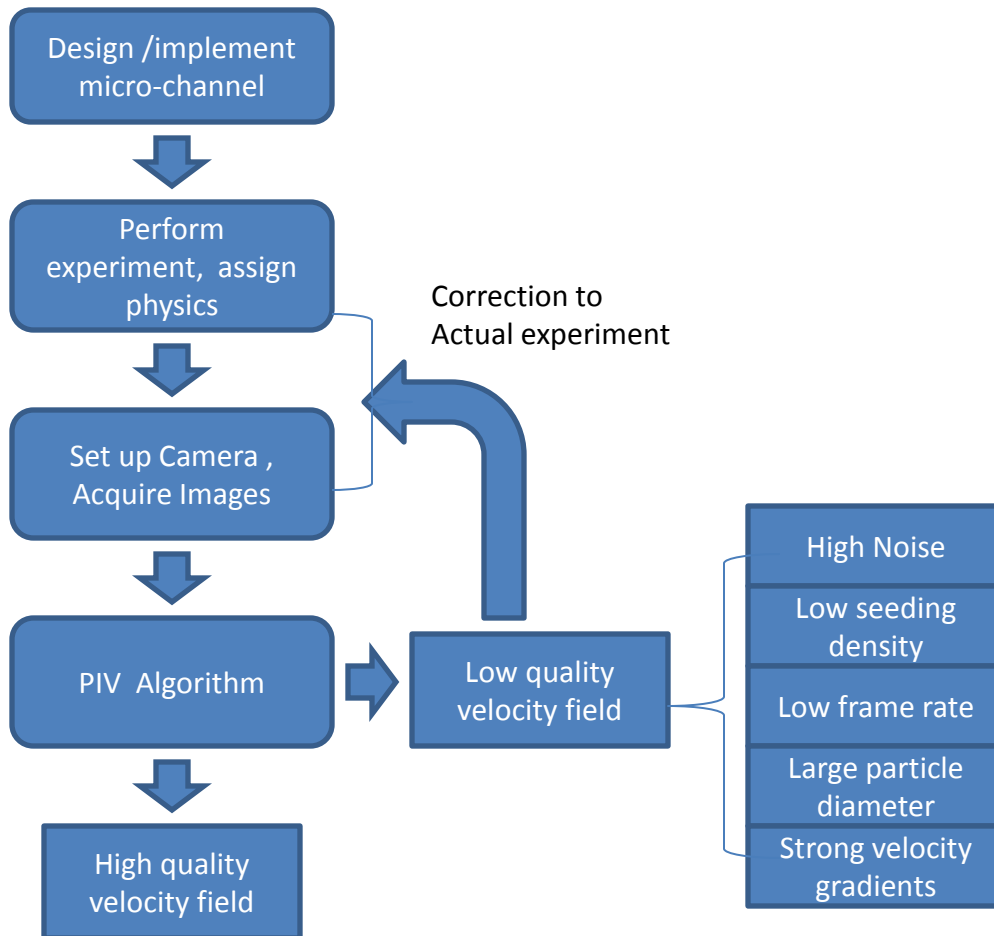 Design /implement
micro-channel
Perform
experiment,  assign
physics
Correction to
Actual experiment
Set up Camera ,
Acquire Images
PIV  Algorithm
Low quality
velocity field
High quality
velocity field
High Noise
Low seeding
density
Low frame rate
Large particle
diameter
Strong velocity
gradients